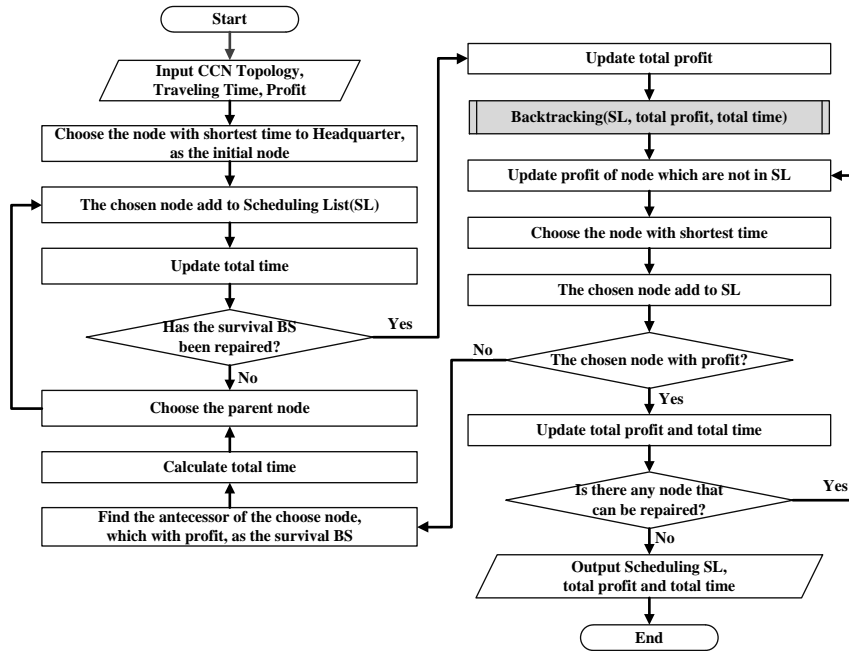 Start
Input CCN Topology,
Traveling Time, Profit
Choose the node with shortest time to Headquarter,
as the initial node
The chosen node add to Scheduling List(SL)
Update total time
Has the survival BS
been repaired?
Yes
No
Choose the parent node
Calculate total time
Find the antecessor of the choose node,
which with profit, as the survival BS
Update total profit
Backtracking(SL, total profit, total time)
Update profit of node which are not in SL
Choose the node with shortest time
The chosen node add to SL
No
The chosen node with profit?
Yes
Update total profit and total time
Is there any node that
can be repaired?
Yes
No
Output Scheduling SL,
total profit and total time
End